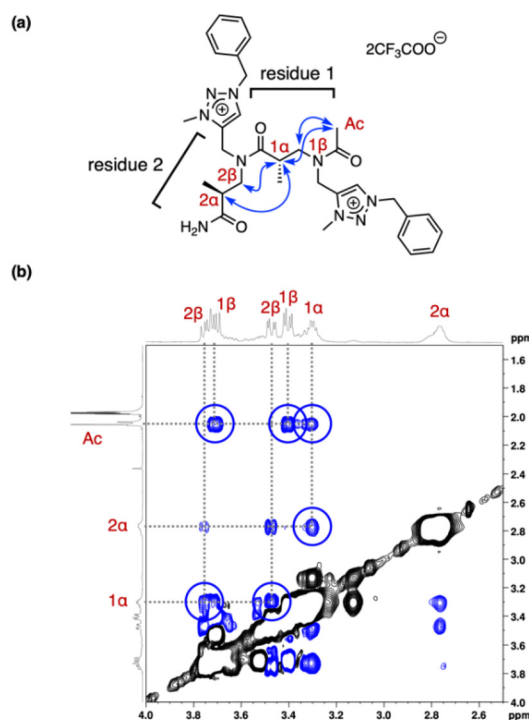 (a)
2CF₃COO⊖
residue 1
N
N
N
⊕
Ac
O
1α
1β
O
residue 2
2β
N
N
2α
H₂N
O
N
N
N
⊕
(b)
2β
1β
2β
1β
1α
2α
ppm
Ac
2α
1α
1.6
1.8
2.0
2.2
2.4
2.6
2.8
3.0
3.2
3.4
3.6
3.8
4.0
4.0
3.8
3.6
3.4
3.2
3.0
2.8
2.6
ppm